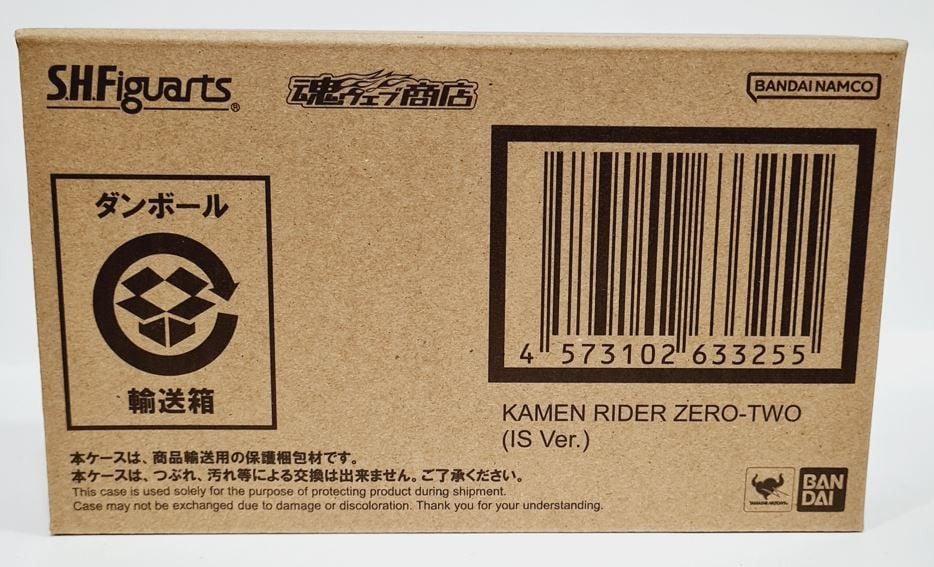 S.H.Figuarts®
魂ウェブ商店
BANDAI NAMCO
ダンボール
輸送箱
4 573102 633255
KAMEN RIDER ZERO-TWO
(IS Ver.)
本ケースは、商品輸送用の保護梱包材です。
本ケースは、つぶれ、汚れ等による交換は出来ません。ご了承ください。
This case is used solely for the purpose of protecting product during shipment.
Case may not be exchanged due to damage or discoloration. Thank you for your understanding.
TAMASHII NATIONS
BAN
DAI